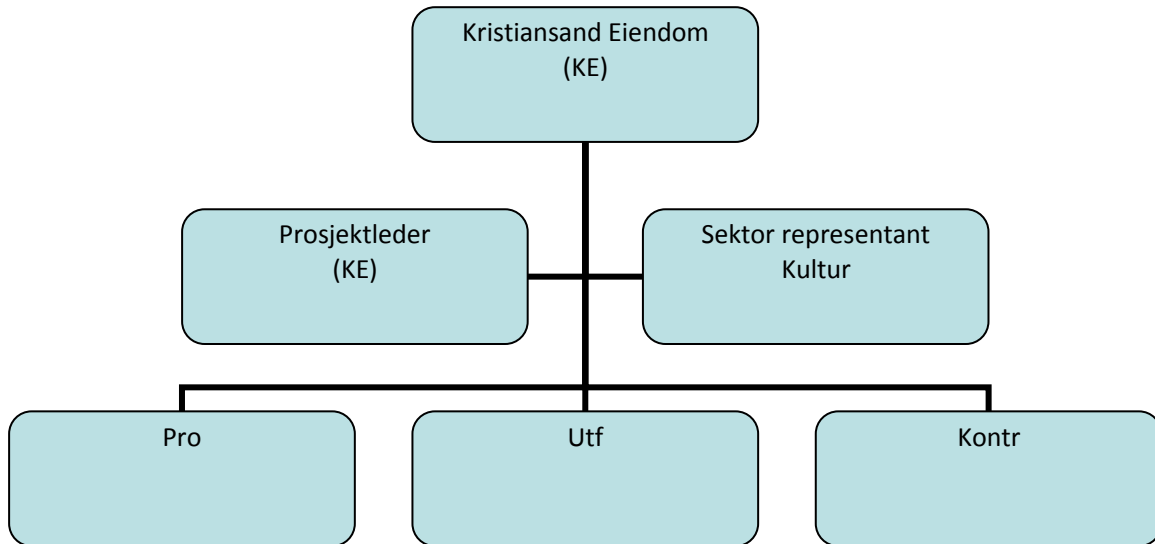 Kristiansand Eiendom
(KE)
Prosjektleder
(KE)
Sektor representant
Kultur
Pro
Utf
Kontr